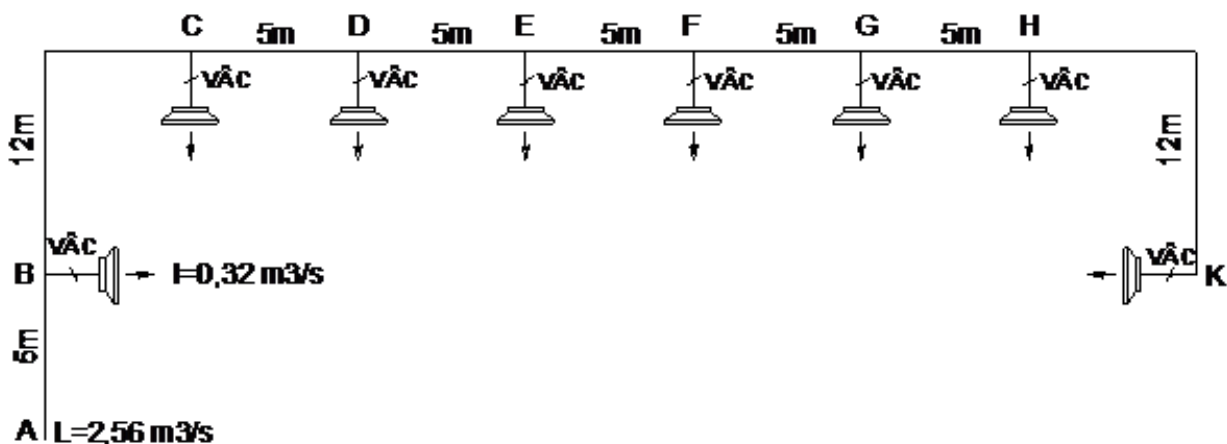 C 5m D 5m E 5m F 5m G 5m H
VÂC VÂC VÂC VÂC VÂC VÂC
12m 12m
VÂC VÂC
B l=0,32 m3/s K
5m
A L=2,56 m3/s